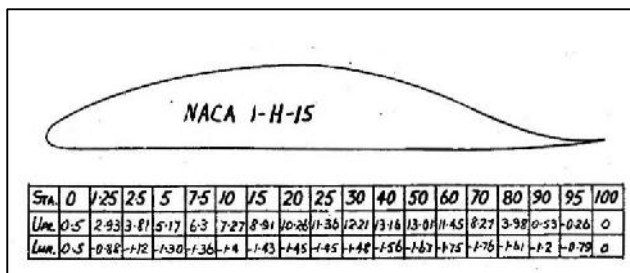 NACA 1-H-15
STA. 0 1·25 2·5 5 7·5 10 15 20 25 30 40 50 60 70 80 90 95 100
UPR. 0·5 2·93 3·81 5·17 6·3 7·27 8·91 10·26 11·36 12·21 13·16 13·01 11·45 8·27 3·98 0·53 -0·26 0
LWR. 0·5 -0·88 -1·12 -1·30 -1·36 -1·4 -1·43 -1·45 -1·45 -1·48 -1·56 -1·67 -1·75 -1·76 -1·61 -1·2 -0·79 0